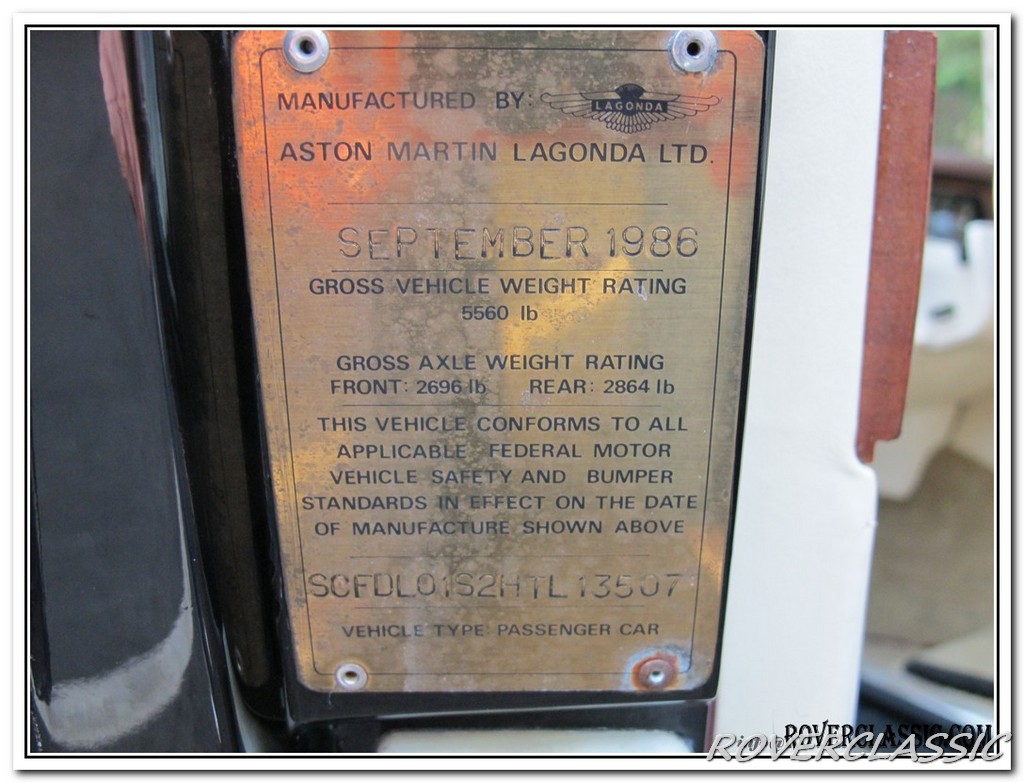 MANUFACTURED BY:
LAGONDA
ASTON MARTIN LAGONDA LTD.
SEPTEMBER 1986
GROSS VEHICLE WEIGHT RATING
5560 lb
GROSS AXLE WEIGHT RATING
FRONT: 2696 lb REAR: 2864 lb
THIS VEHICLE CONFORMS TO ALL
APPLICABLE FEDERAL MOTOR
VEHICLE SAFETY AND BUMPER
STANDARDS IN EFFECT ON THE DATE
OF MANUFACTURE SHOWN ABOVE
SCFDL01S2HTL13507
VEHICLE TYPE: PASSENGER CAR
ROVERCLASSIC.COM
ROVERCLASSIC